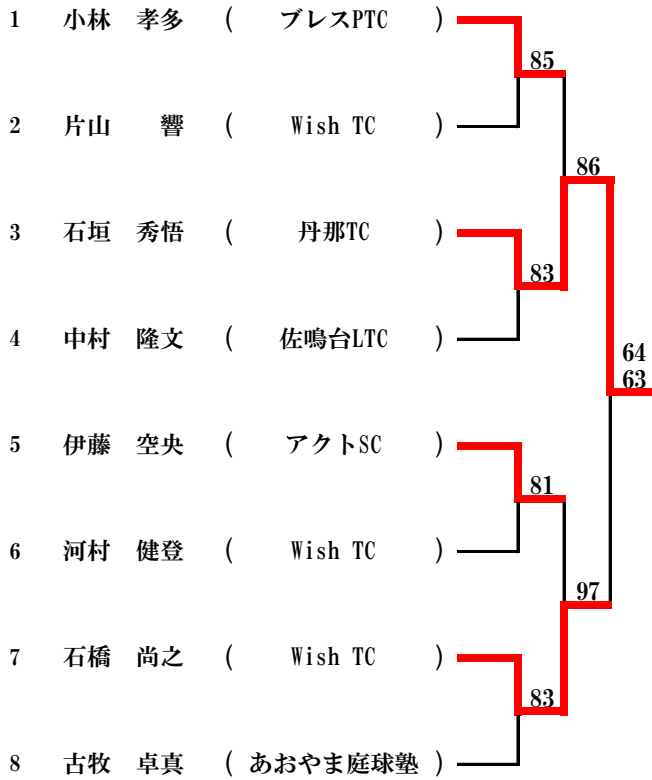 1 小林 孝多 ( ブレスPTC )
85
2 片山 響 ( Wish TC )
86
3 石垣 秀悟 ( 丹那TC )
83
4 中村 隆文 ( 佐鳴台LTC )
64
63
5 伊藤 空央 ( アクトSC )
81
6 河村 健登 ( Wish TC )
97
7 石橋 尚之 ( Wish TC )
83
8 古牧 卓真 ( あおやま庭球塾 )